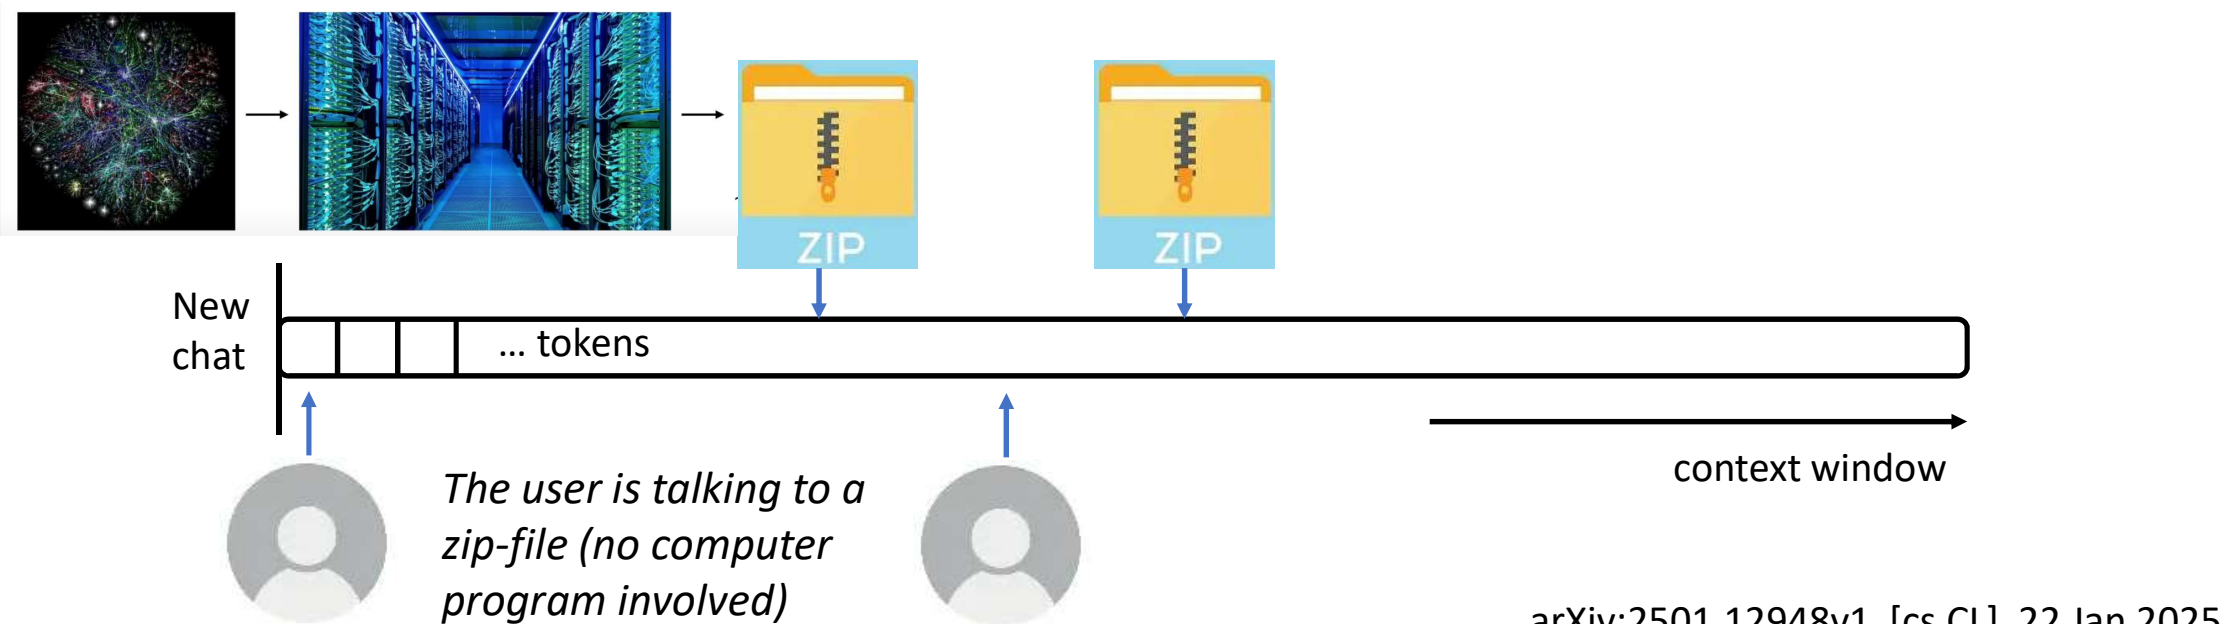 ZIP
ZIP
New
chat
... tokens
context window
The user is talking to a
zip-file (no computer
program involved)
arXiv:2501.12948v1 [cs.CL] 22 Jan 2025